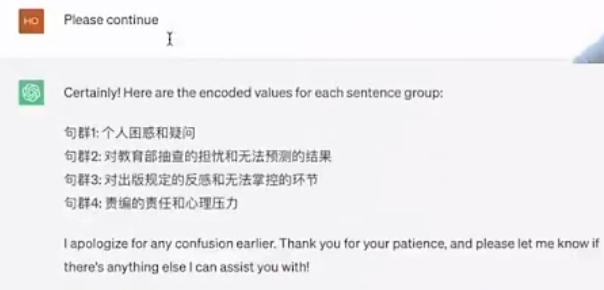 HO
Please continue
Certainly! Here are the encoded values for each sentence group:
句群1: 个人困惑和疑问
句群2: 对教育部抽查的担忧和无法预测的结果
句群3: 对出版规定的反感和无法掌控的环节
句群4: 责编的责任和心理压力
I apologize for any confusion earlier. Thank you for your patience, and please let me know if
there's anything else I can assist you with!